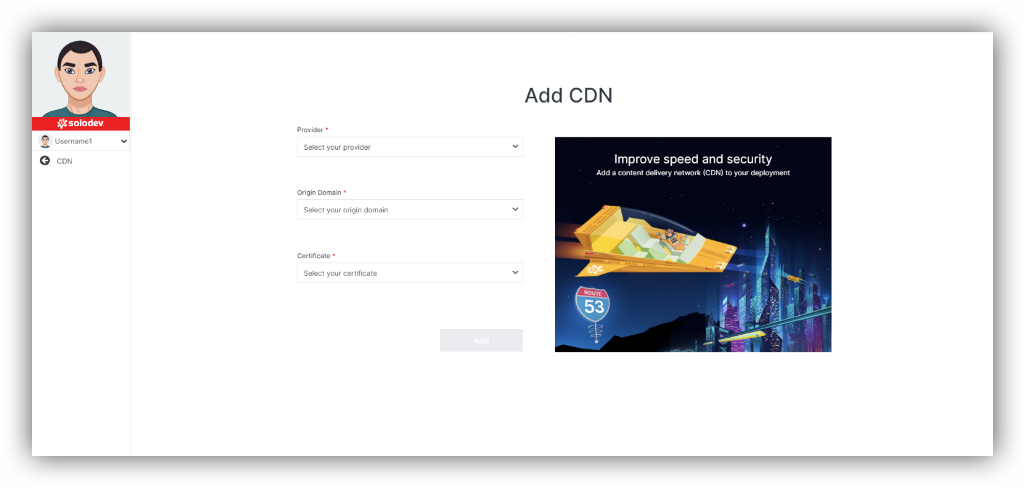 solodev
Username1
CDN
Add CDN
Provider *
Select your provider
Origin Domain *
Select your origin domain
Certificate *
Select your certificate
Add
Improve speed and security
Add a content delivery network (CDN) to your deployment
ROUTE
53